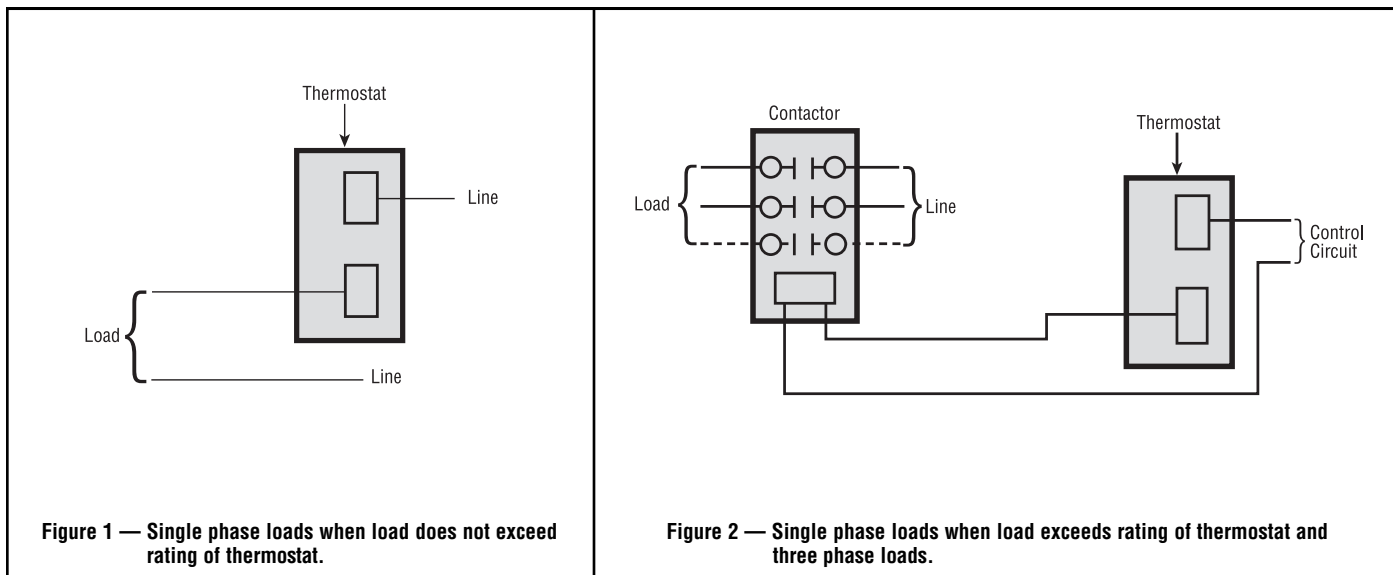 Thermostat
Line
Load
Line
Figure 1 — Single phase loads when load does not exceed
rating of thermostat.
Contactor
Thermostat
Load
Line
Control
Circuit
Figure 2 — Single phase loads when load exceeds rating of thermostat and
three phase loads.